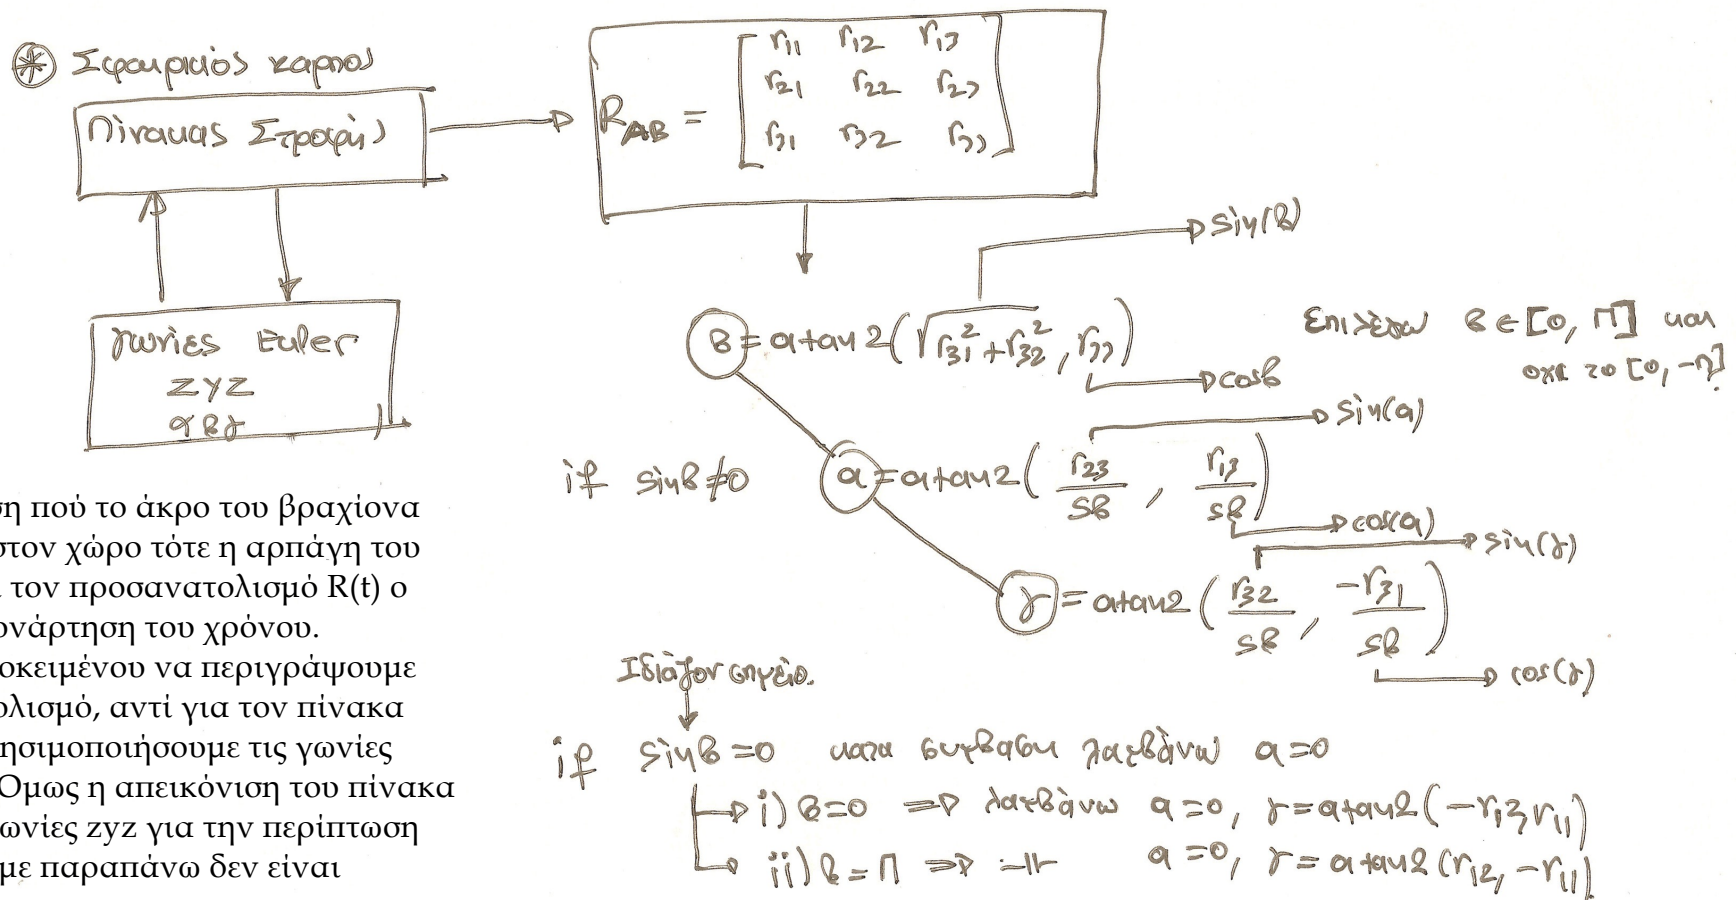 * Σφαιρικός καρπός
Πίνακας Στροφής
R_AB = [ r11 r12 r13
r21 r22 r23
r31 r32 r33 ]
γωνίες Euler
ZYZ
αβγ
sin(β)
β = atan2(√(r31² + r32²), r33)
cosβ
Επιλέγω β ∈ [0, Π] και
οχι το [0, -Π]
sin(α)
if sinβ ≠ 0 α = atan2( r23/sβ , r13/sβ )
cos(α)
sin(γ)
γ = atan2( r32/sβ , -r31/sβ )
cos(γ)
ση πού το άκρο του βραχίονα
στον χώρο τότε η αρπάγη του
ι τον προσανατολισμό R(t) ο
ονάρτηση του χρόνου.
οκειμένου να περιγράψουμε
ολισμό, αντί για τον πίνακα
ησιμοποιήσουμε τις γωνίες
Όμως η απεικόνιση του πίνακα
ωνίες zyz για την περίπτωση
με παραπάνω δεν είναι
Ιδιάζον σημείο.
if sinβ = 0 κατα συμβαση λαμβάνω α=0
i) β=0 ⇒ λαμβάνω α=0, γ = atan2(-r12, r11)
ii) β=Π ⇒ -||- α=0, γ = atan2(r12, -r11)